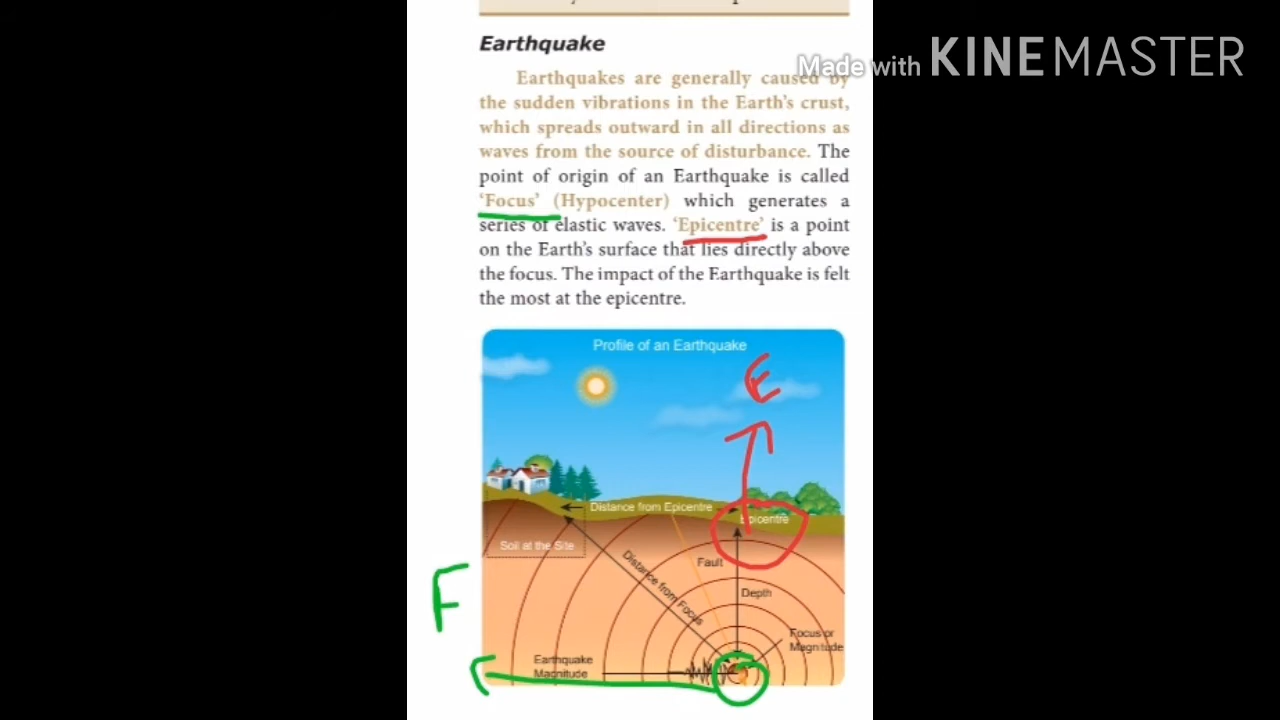 Earthquake
Made with KINEMASTER
Earthquakes are generally caused by
the sudden vibrations in the Earth's crust,
which spreads outward in all directions as
waves from the source of disturbance. The
point of origin of an Earthquake is called
'Focus' (Hypocenter) which generates a
series of elastic waves. 'Epicentre' is a point
on the Earth's surface that lies directly above
the focus. The impact of the Earthquake is felt
the most at the epicentre.
Profile of an Earthquake
E
Distance from Epicentre
Epicentre
Soil at the Site
Fault
Distance from Focus
Depth
F
Focus or
Magnitude
Earthquake
Magnitude